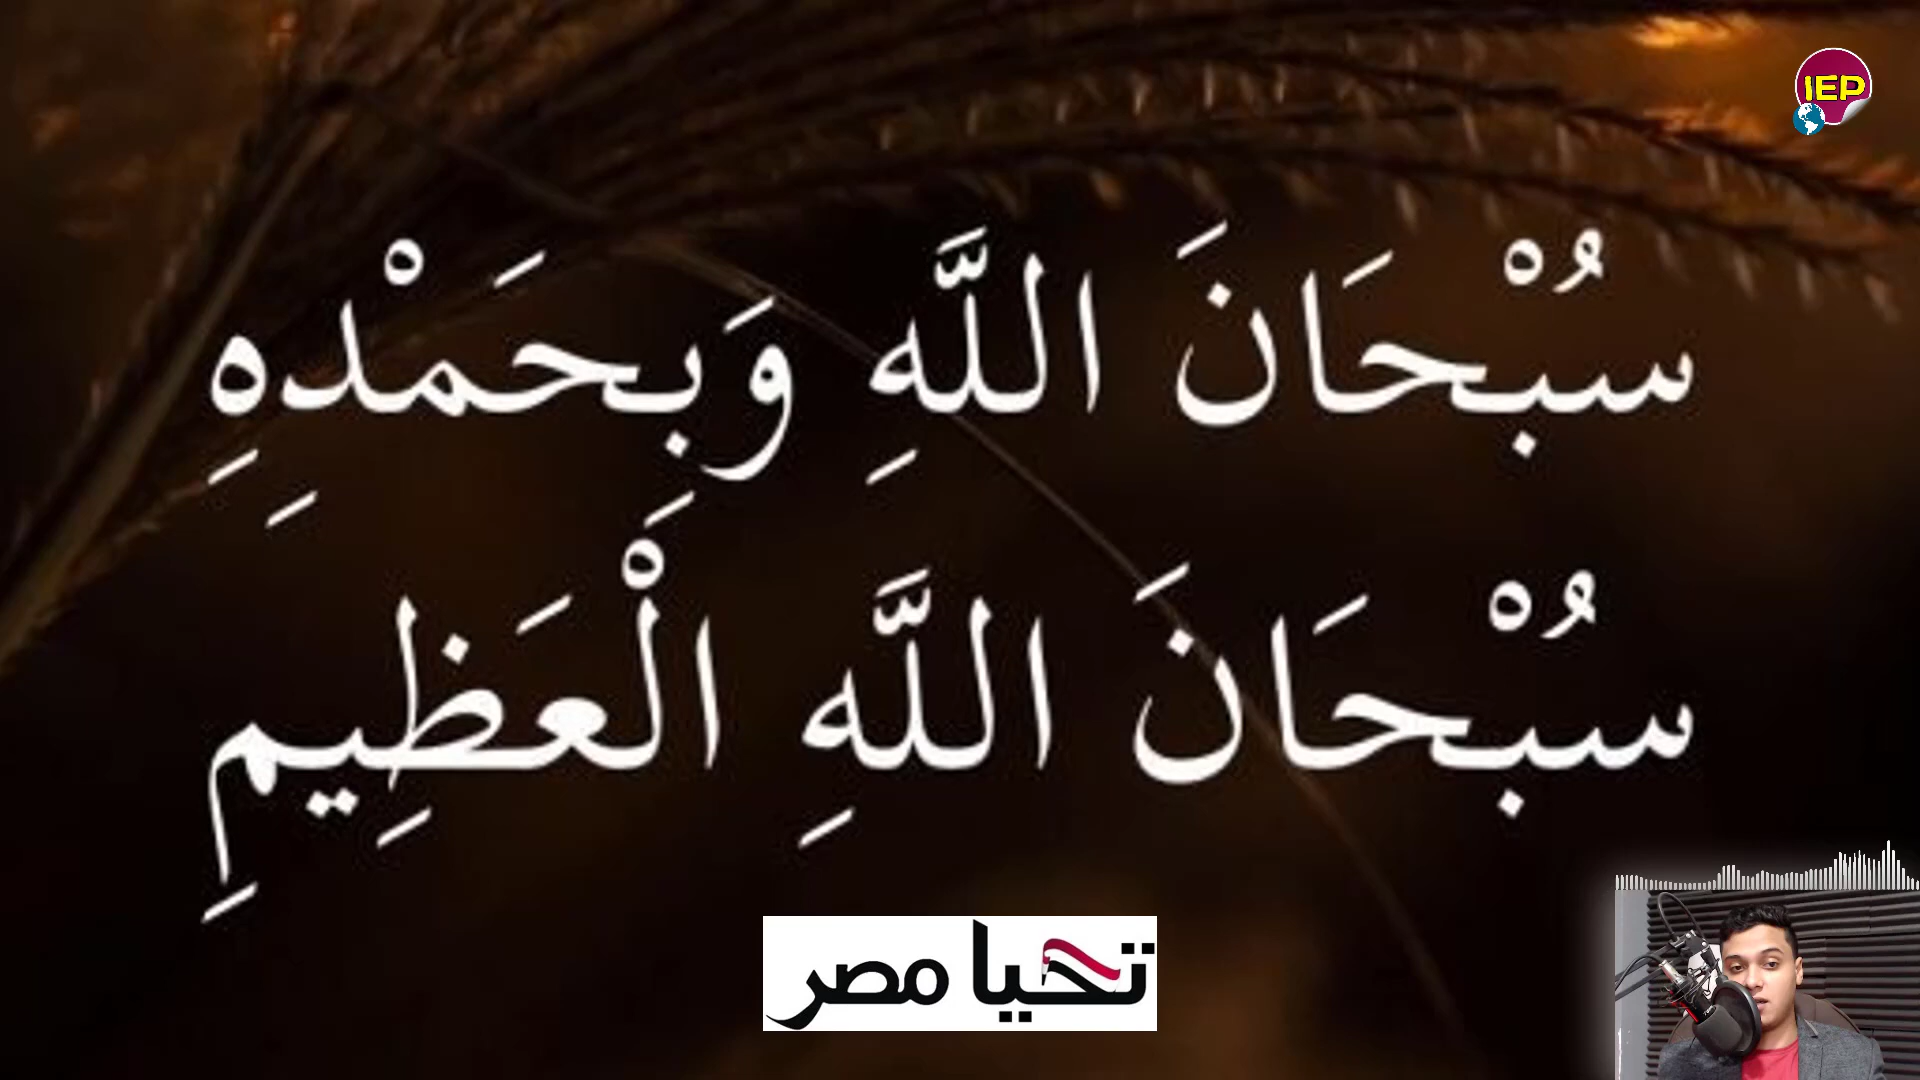 IEP
سُبْحَانَ اللَّهِ وَبِحَمْدِهِ
سُبْحَانَ اللَّهِ الْعَظِيمِ
تحيا مصر